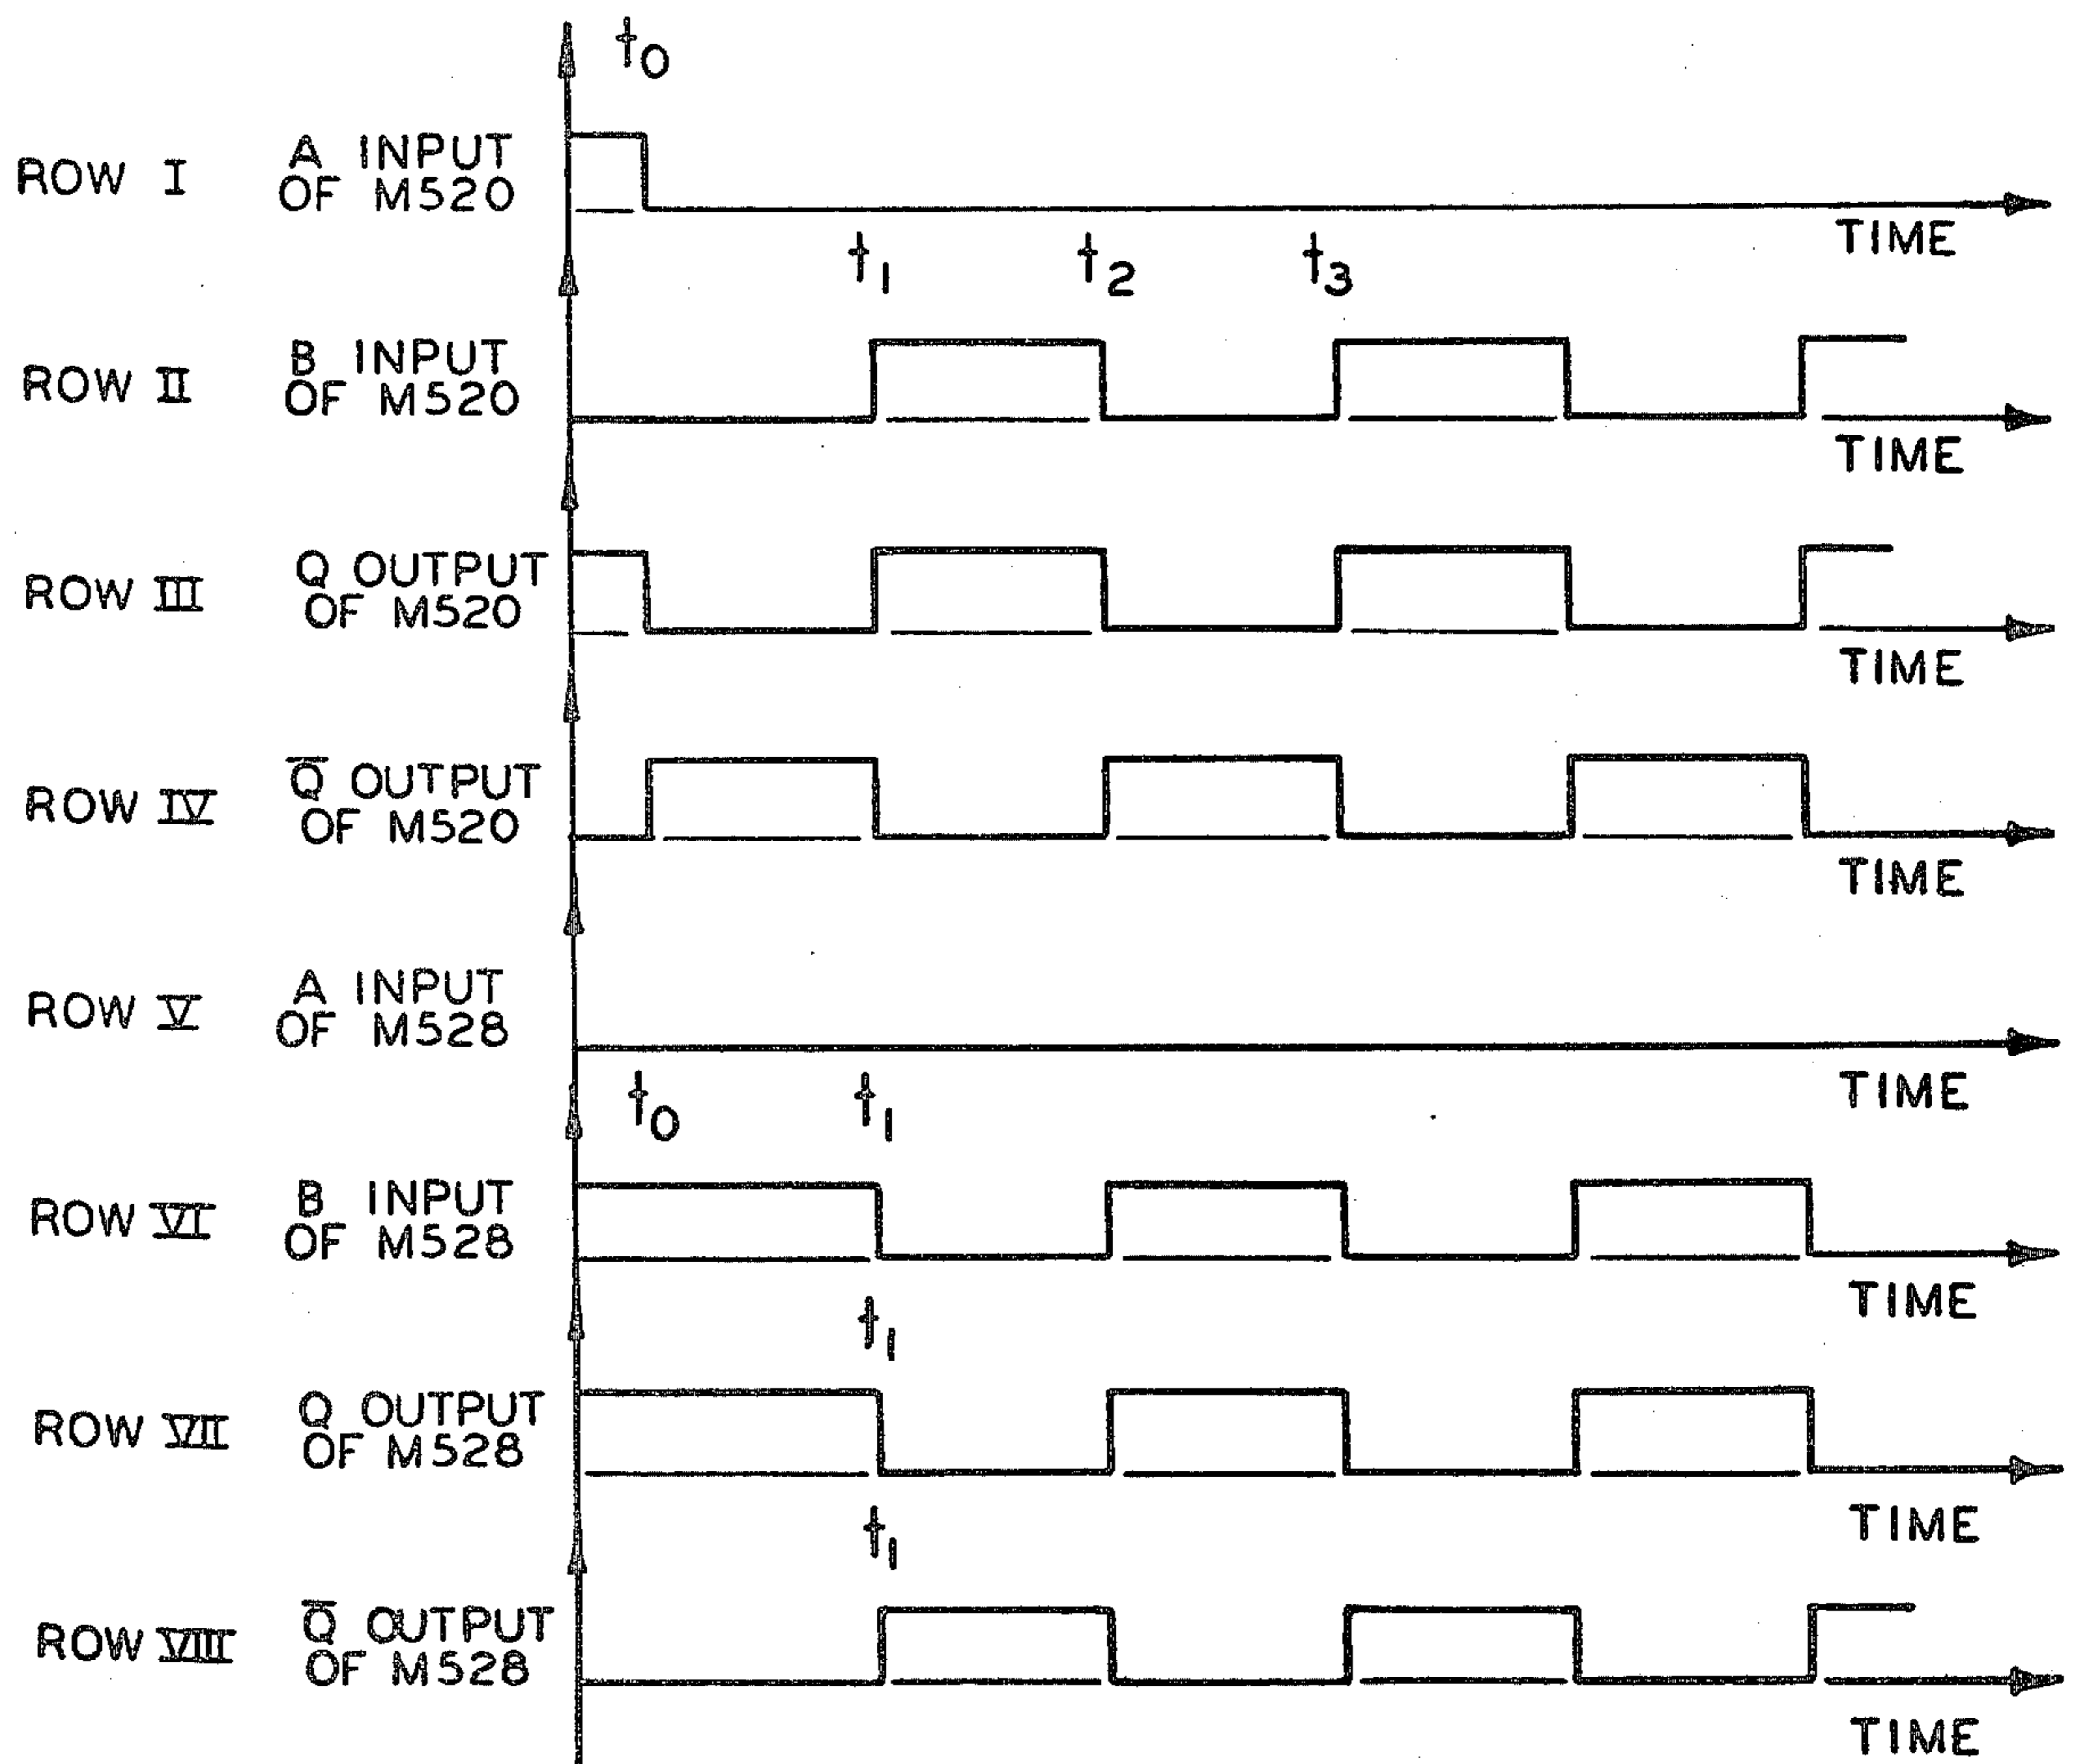 t0
ROW I A INPUT OF M520
TIME
t1 t2 t3
ROW II B INPUT OF M520
TIME
ROW III Q OUTPUT OF M520
TIME
ROW IV Q̅ OUTPUT OF M520
TIME
ROW V A INPUT OF M528
TIME
t0 t1
ROW VI B INPUT OF M528
TIME
t1
ROW VII Q OUTPUT OF M528
TIME
t1
ROW VIII Q̅ OUTPUT OF M528
TIME